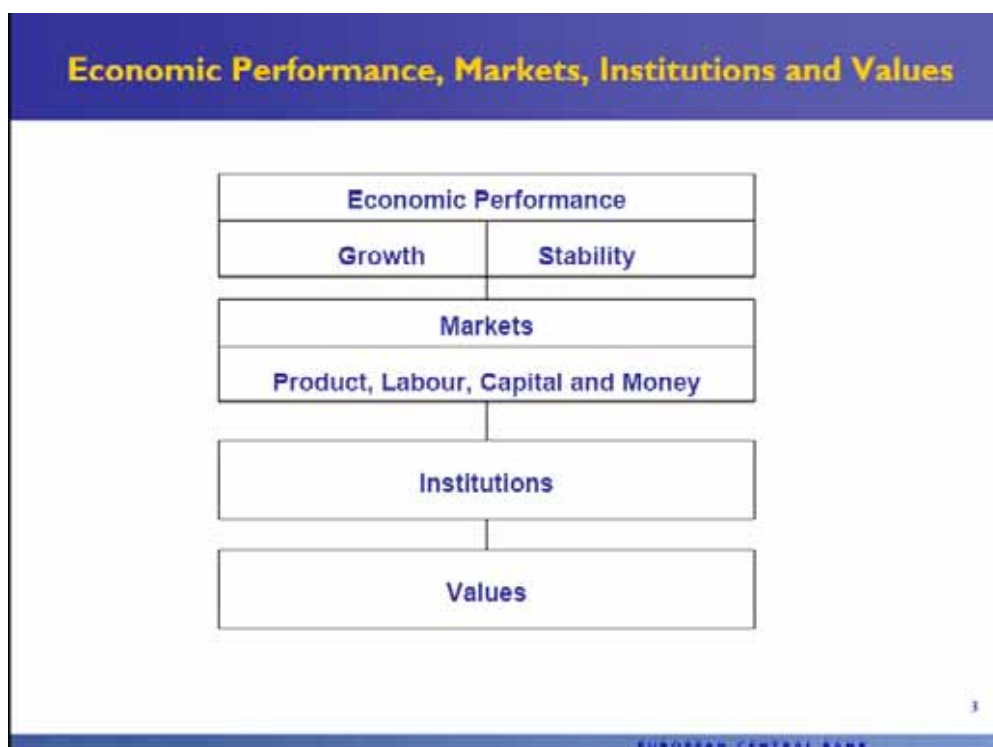 Economic Performance, Markets, Institutions and Values
Economic Performance
Growth Stability
Markets
Product, Labour, Capital and Money
Institutions
Values
3
EUROPEAN CENTRAL BANK